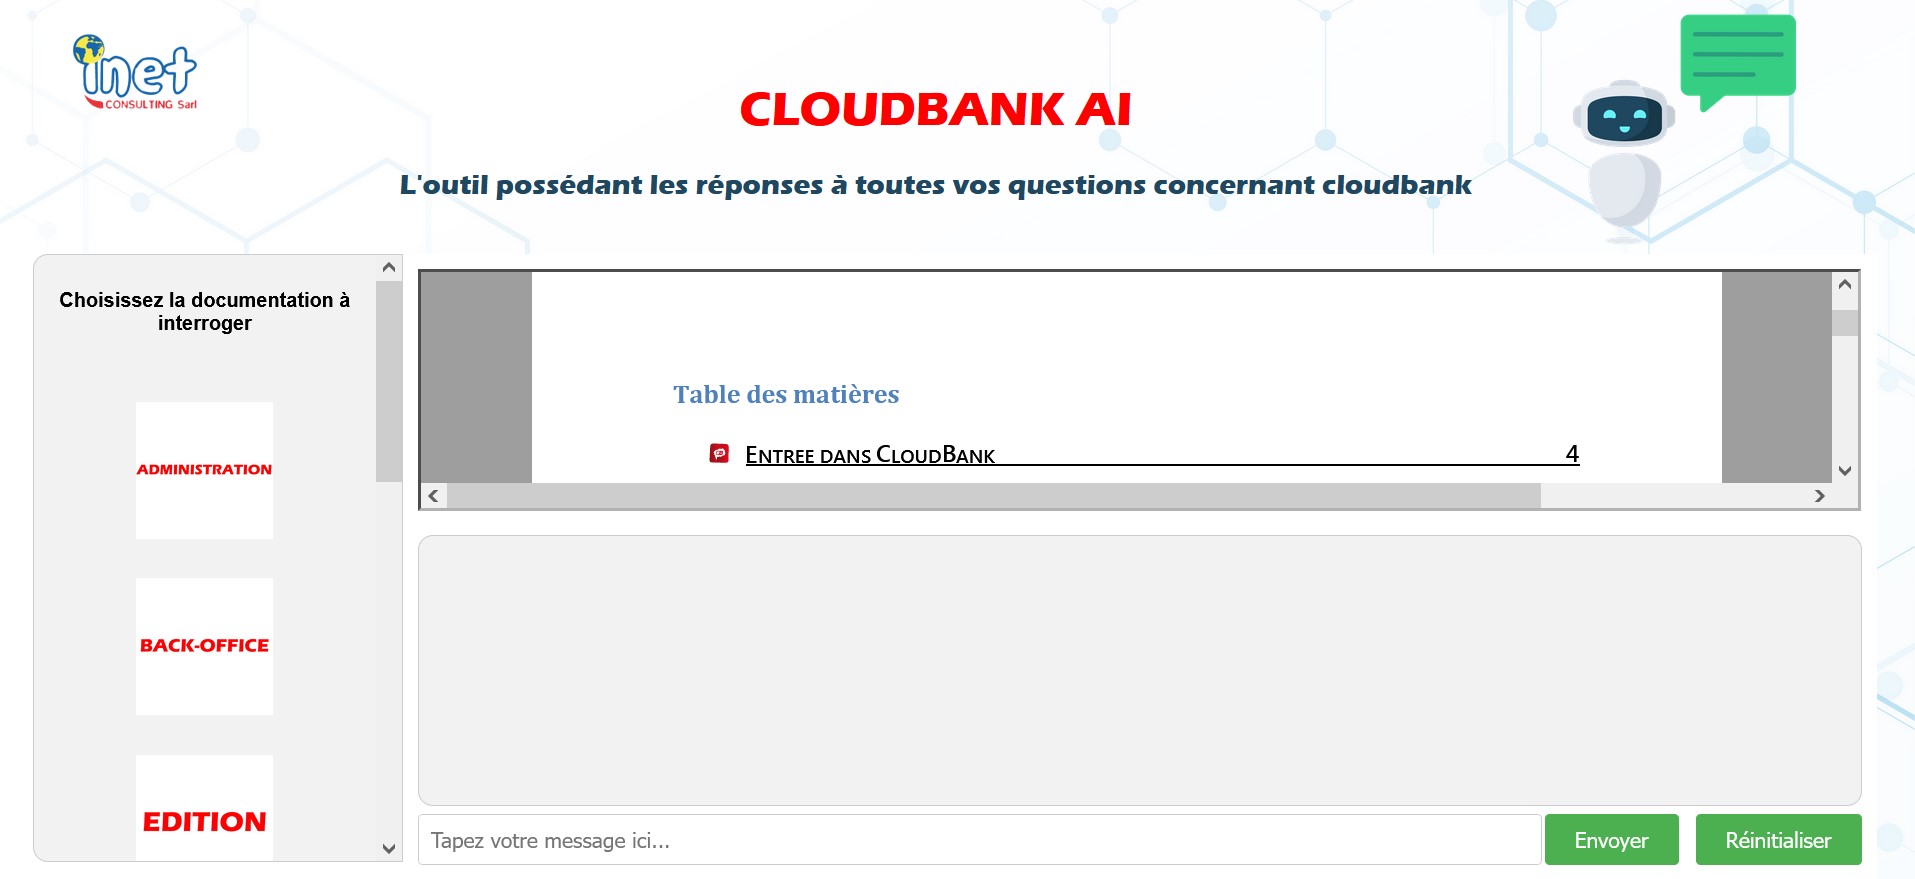 inet
CONSULTING Sarl
CLOUDBANK AI
L'outil possédant les réponses à toutes vos questions concernant cloudbank
Choisissez la documentation à
interroger
ADMINISTRATION
BACK-OFFICE
EDITION
Table des matières
ENTREE DANS CLOUDBANK 4
Tapez votre message ici...
Envoyer
Réinitialiser